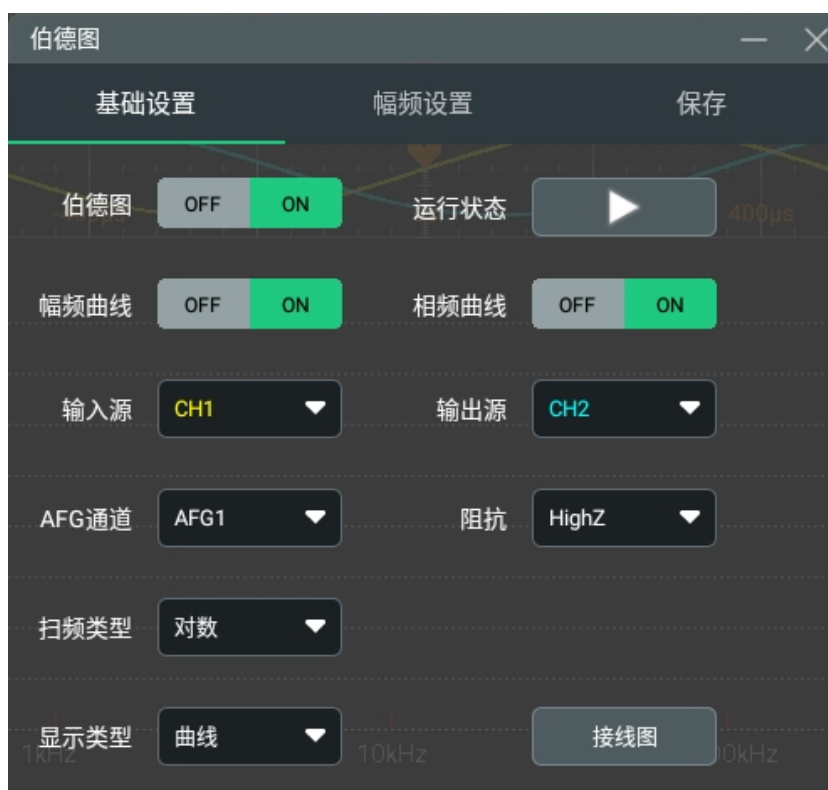 伯德图
基础设置 幅频设置 保存
伯德图 OFF ON 运行状态 400μs
幅频曲线 OFF ON 相频曲线 OFF ON
输入源 CH1 输出源 CH2
AFG通道 AFG1 阻抗 HighZ
扫频类型 对数
显示类型 曲线 接线图
1kHz 10kHz 00kHz